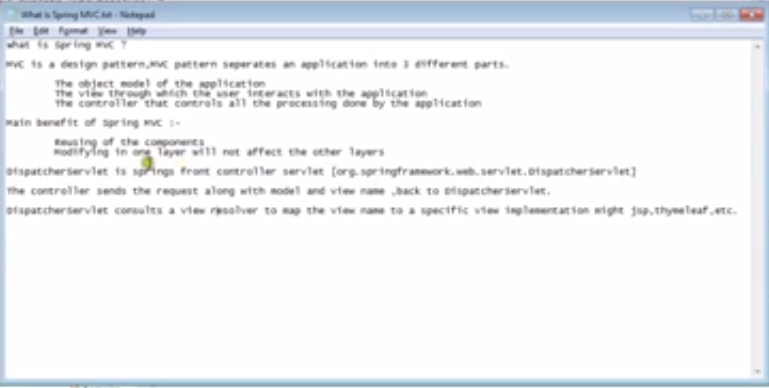 What is Spring MVC.txt - Notepad
File Edit Format View Help
what is Spring MVC ?
MVC is a design pattern,MVC pattern seperates an application into 3 different parts.
The object model of the application
The view through which the user interacts with the application
The controller that controls all the processing done by the application
Main benefit of Spring MVC :-
Reusing of the components
Modifying in one layer will not affect the other layers
DispatcherServlet is springs front controller servlet [org.springframework.web.servlet.DispatcherServlet]
The controller sends the request along with model and view name ,back to DispatcherServlet.
DispatcherServlet consults a view resolver to map the view name to a specific view implementation might jsp,thymeleaf,etc.